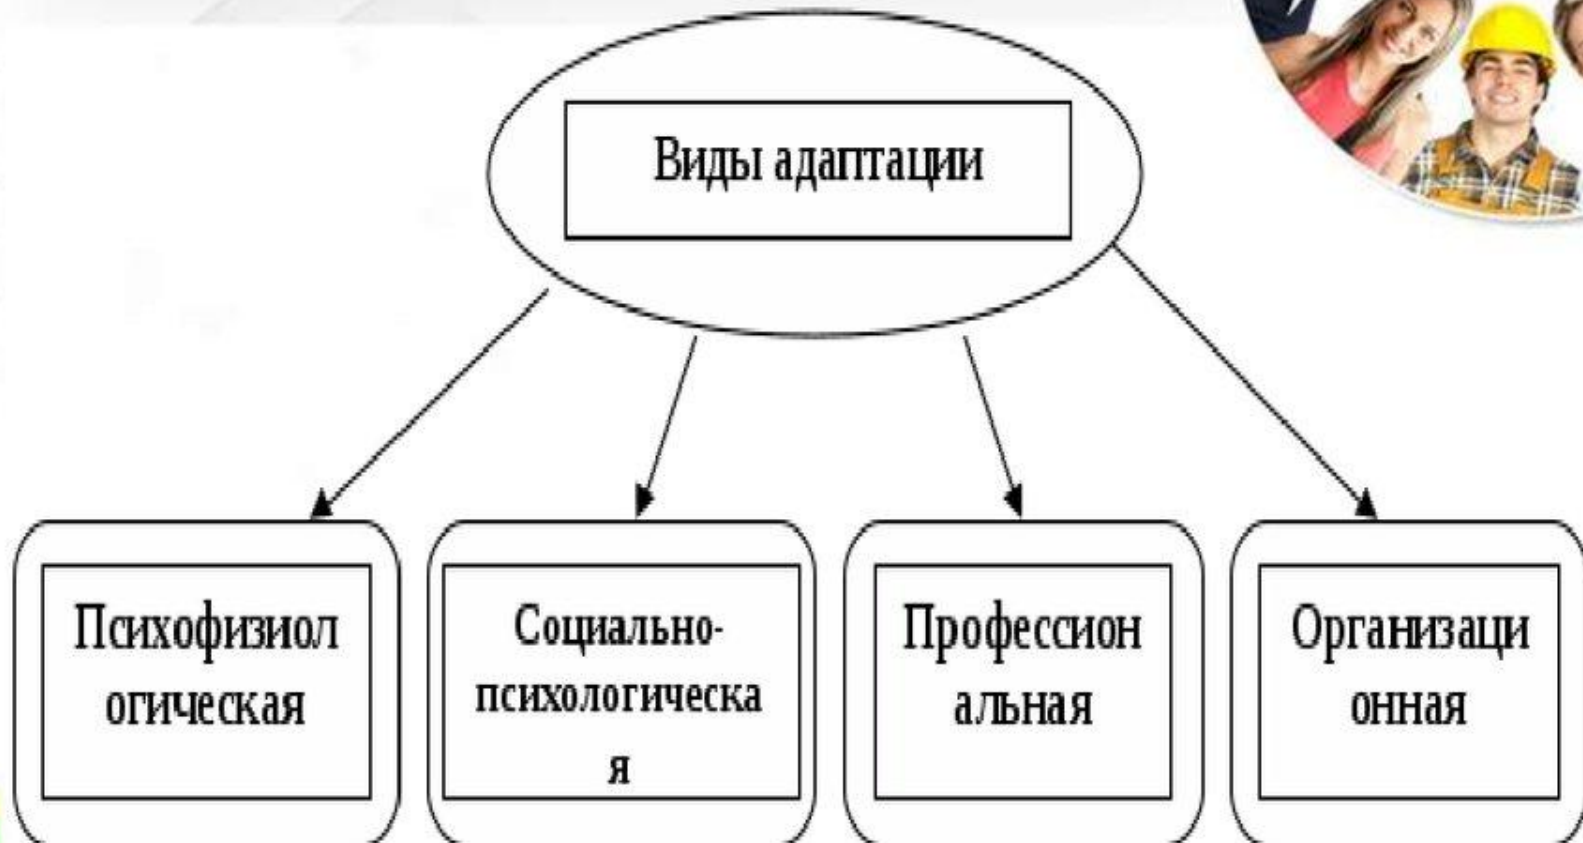 Виды адаптации
Психофизиол
огическая
Социально-
психологическа
я
Профессион
альная
Организаци
онная